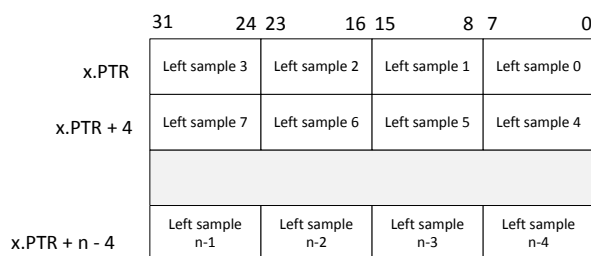 31 24 23 16 15 8 7 0
x.PTR Left sample 3 Left sample 2 Left sample 1 Left sample 0
x.PTR + 4 Left sample 7 Left sample 6 Left sample 5 Left sample 4
x.PTR + n - 4 Left sample n-1 Left sample n-2 Left sample n-3 Left sample n-4